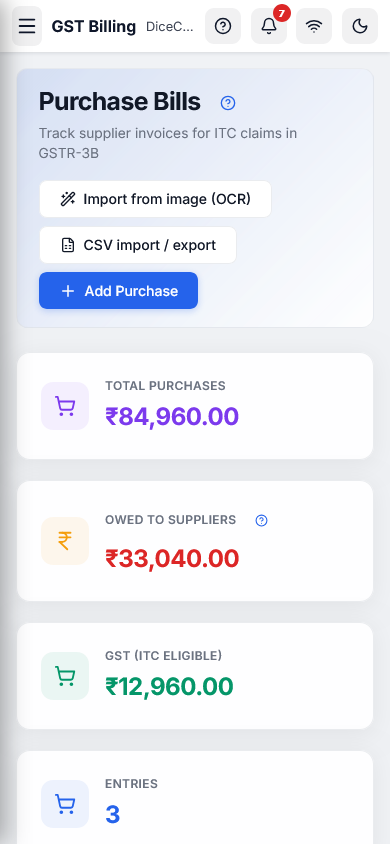 GST Billing DiceC... 7
Purchase Bills
Track supplier invoices for ITC claims in
GSTR-3B
Import from image (OCR)
CSV import / export
Add Purchase
TOTAL PURCHASES
₹84,960.00
₹
OWED TO SUPPLIERS
₹33,040.00
GST (ITC ELIGIBLE)
₹12,960.00
ENTRIES
3